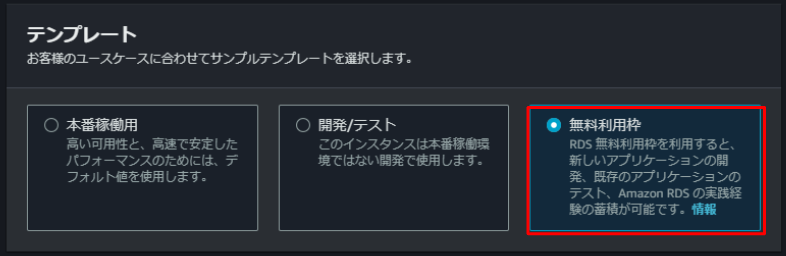 テンプレート
お客様のユースケースに合わせてサンプルテンプレートを選択します。
本番稼働用
高い可用性と、高速で安定した
パフォーマンスのためには、デ
フォルト値を使用します。
開発/テスト
このインスタンスは本番稼働環
境ではない開発で使用します。
無料利用枠
RDS 無料利用枠を利用すると、
新しいアプリケーションの開
発、既存のアプリケーションの
テスト、Amazon RDS の実践経
験の蓄積が可能です。情報